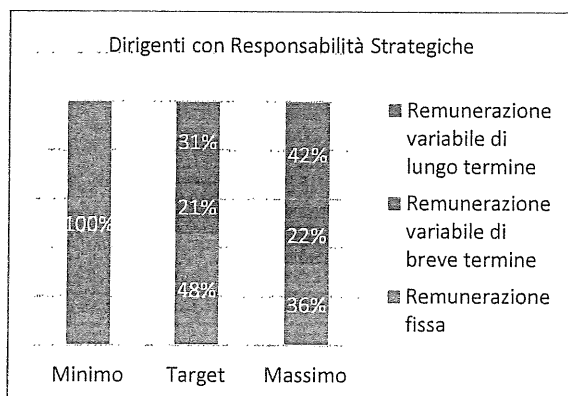 Dirigenti con Responsabilità Strategiche
31%
42%
100%
21%
22%
48%
36%
Minimo
Target
Massimo
Remunerazione
variabile di
lungo termine
Remunerazione
variabile di
breve termine
Remunerazione
fissa